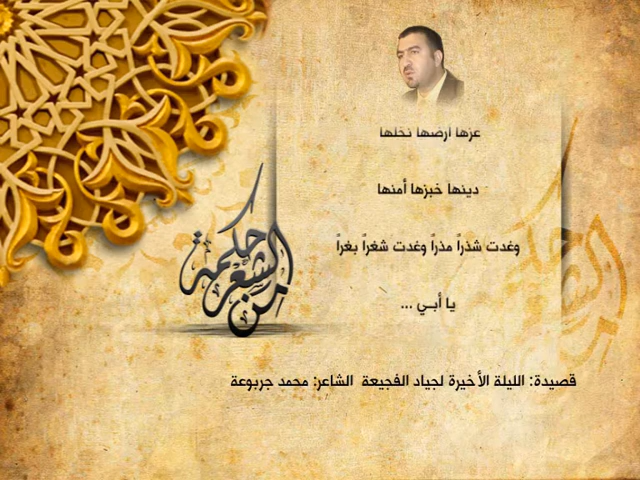 عزها أرضها نخلها
دينها خبزها أمنها
وغدت شذراً مذراً وغدت شغراً بغراً
يا أبـي ...
من الشعر حكمة
قصيدة: الليلة الأخيرة لجياد الفجيعة الشاعر: محمد جربوعة